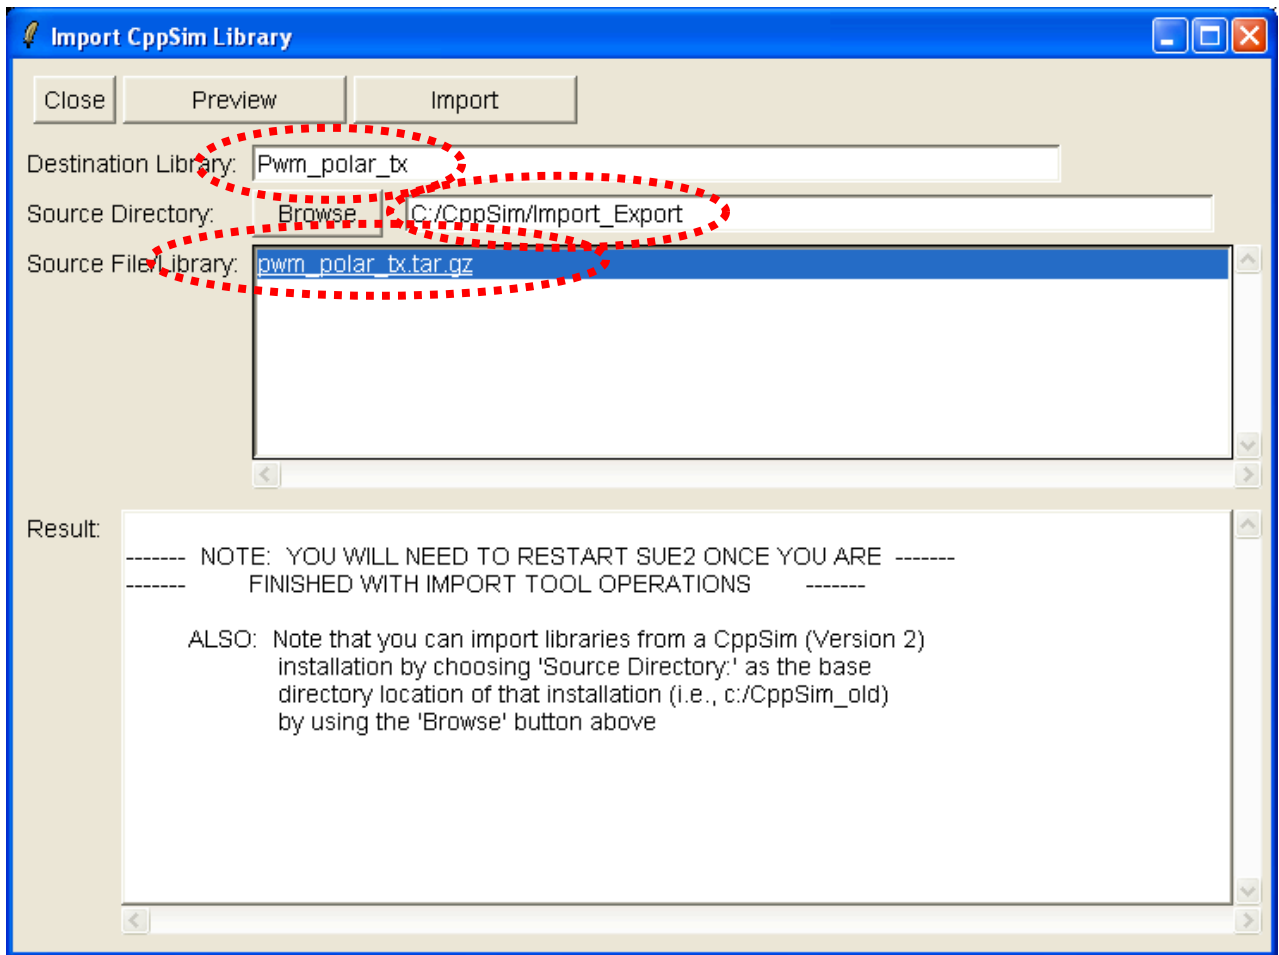 Import CppSim Library
Close Preview Import
Destination Library: Pwm_polar_tx
Source Directory: Browse C:/CppSim/Import_Export
Source File/Library: pwm_polar_tx.tar.gz
Result:
------- NOTE: YOU WILL NEED TO RESTART SUE2 ONCE YOU ARE -------
------- FINISHED WITH IMPORT TOOL OPERATIONS -------
ALSO: Note that you can import libraries from a CppSim (Version 2)
installation by choosing 'Source Directory:' as the base
directory location of that installation (i.e., c:/CppSim_old)
by using the 'Browse' button above